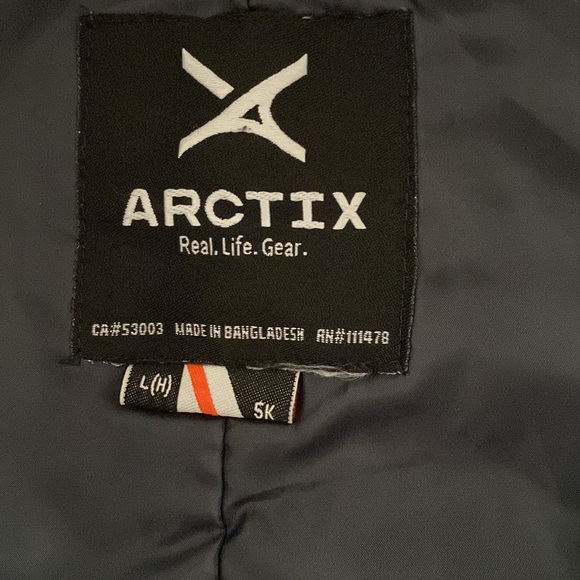 ARCTIX
Real. Life. Gear.
CA#53003 MADE IN BANGLADESH RN#111478
L(H)
5K